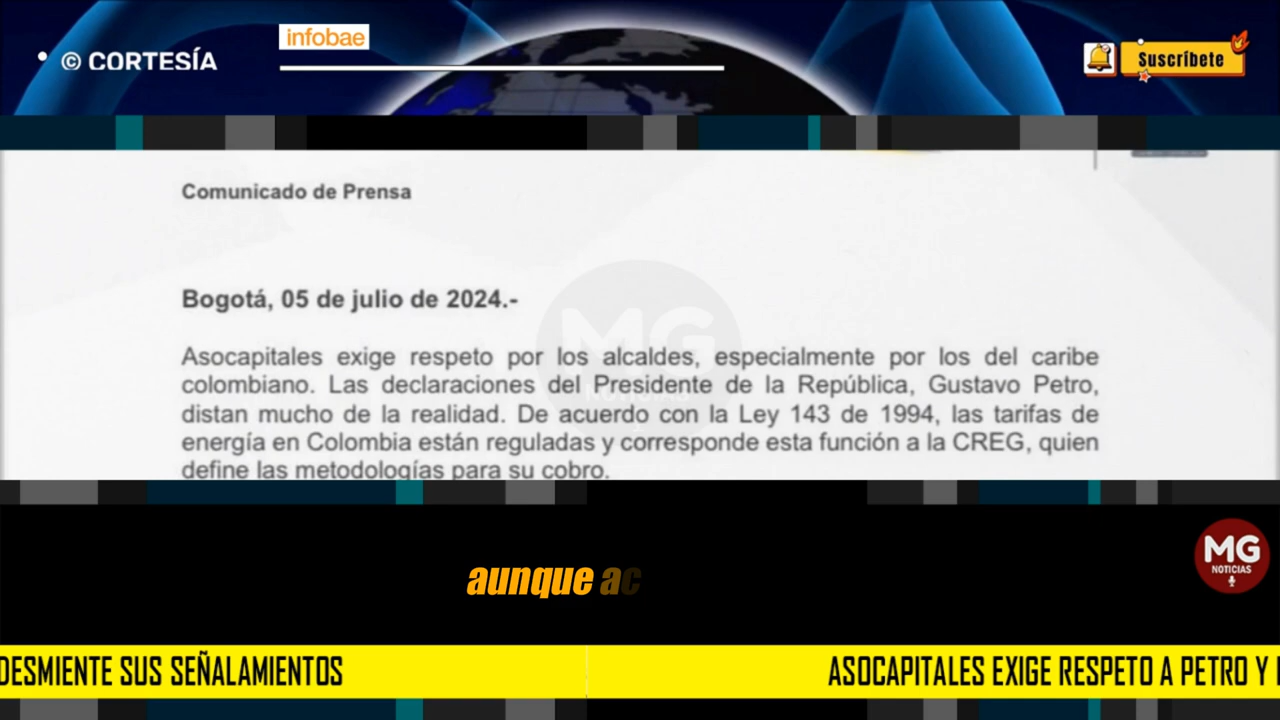 infobae
© CORTESÍA
Suscríbete
Comunicado de Prensa
Bogotá, 05 de julio de 2024.-
Asocapitales exige respeto por los alcaldes, especialmente por los del caribe
colombiano. Las declaraciones del Presidente de la República, Gustavo Petro,
distan mucho de la realidad. De acuerdo con la Ley 143 de 1994, las tarifas de
energía en Colombia están reguladas y corresponde esta función a la CREG, quien
define las metodologías para su cobro.
MG
NOTICIAS
aunque ac
MG
NOTICIAS
DESMIENTE SUS SEÑALAMIENTOS
ASOCAPITALES EXIGE RESPETO A PETRO Y